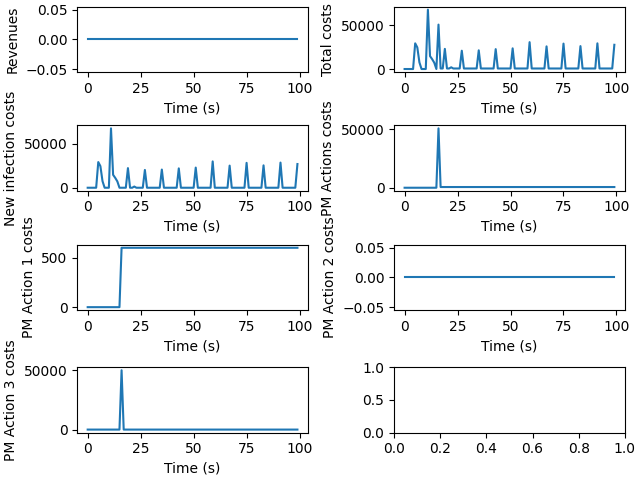 Revenues
0.05
0.00
−0.05
0 25 50 75 100
Time (s)
Total costs
50000
0
0 25 50 75 100
Time (s)
New infection costs
50000
0
0 25 50 75 100
Time (s)
PM Actions costs
50000
0
0 25 50 75 100
Time (s)
PM Action 1 costs
500
0
0 25 50 75 100
Time (s)
PM Action 2 costs
0.05
0.00
−0.05
0 25 50 75 100
Time (s)
PM Action 3 costs
50000
0
0 25 50 75 100
Time (s)
1.0
0.5
0.0
0.0 0.2 0.4 0.6 0.8 1.0